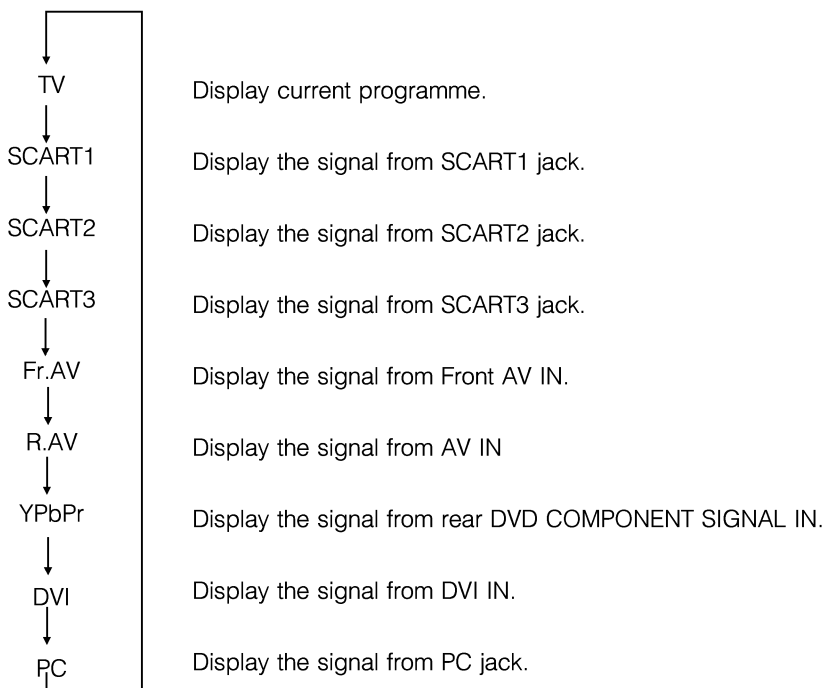 TV Display current programme.
SCART1 Display the signal from SCART1 jack.
SCART2 Display the signal from SCART2 jack.
SCART3 Display the signal from SCART3 jack.
Fr.AV Display the signal from Front AV IN.
R.AV Display the signal from AV IN
YPbPr Display the signal from rear DVD COMPONENT SIGNAL IN.
DVI Display the signal from DVI IN.
PC Display the signal from PC jack.